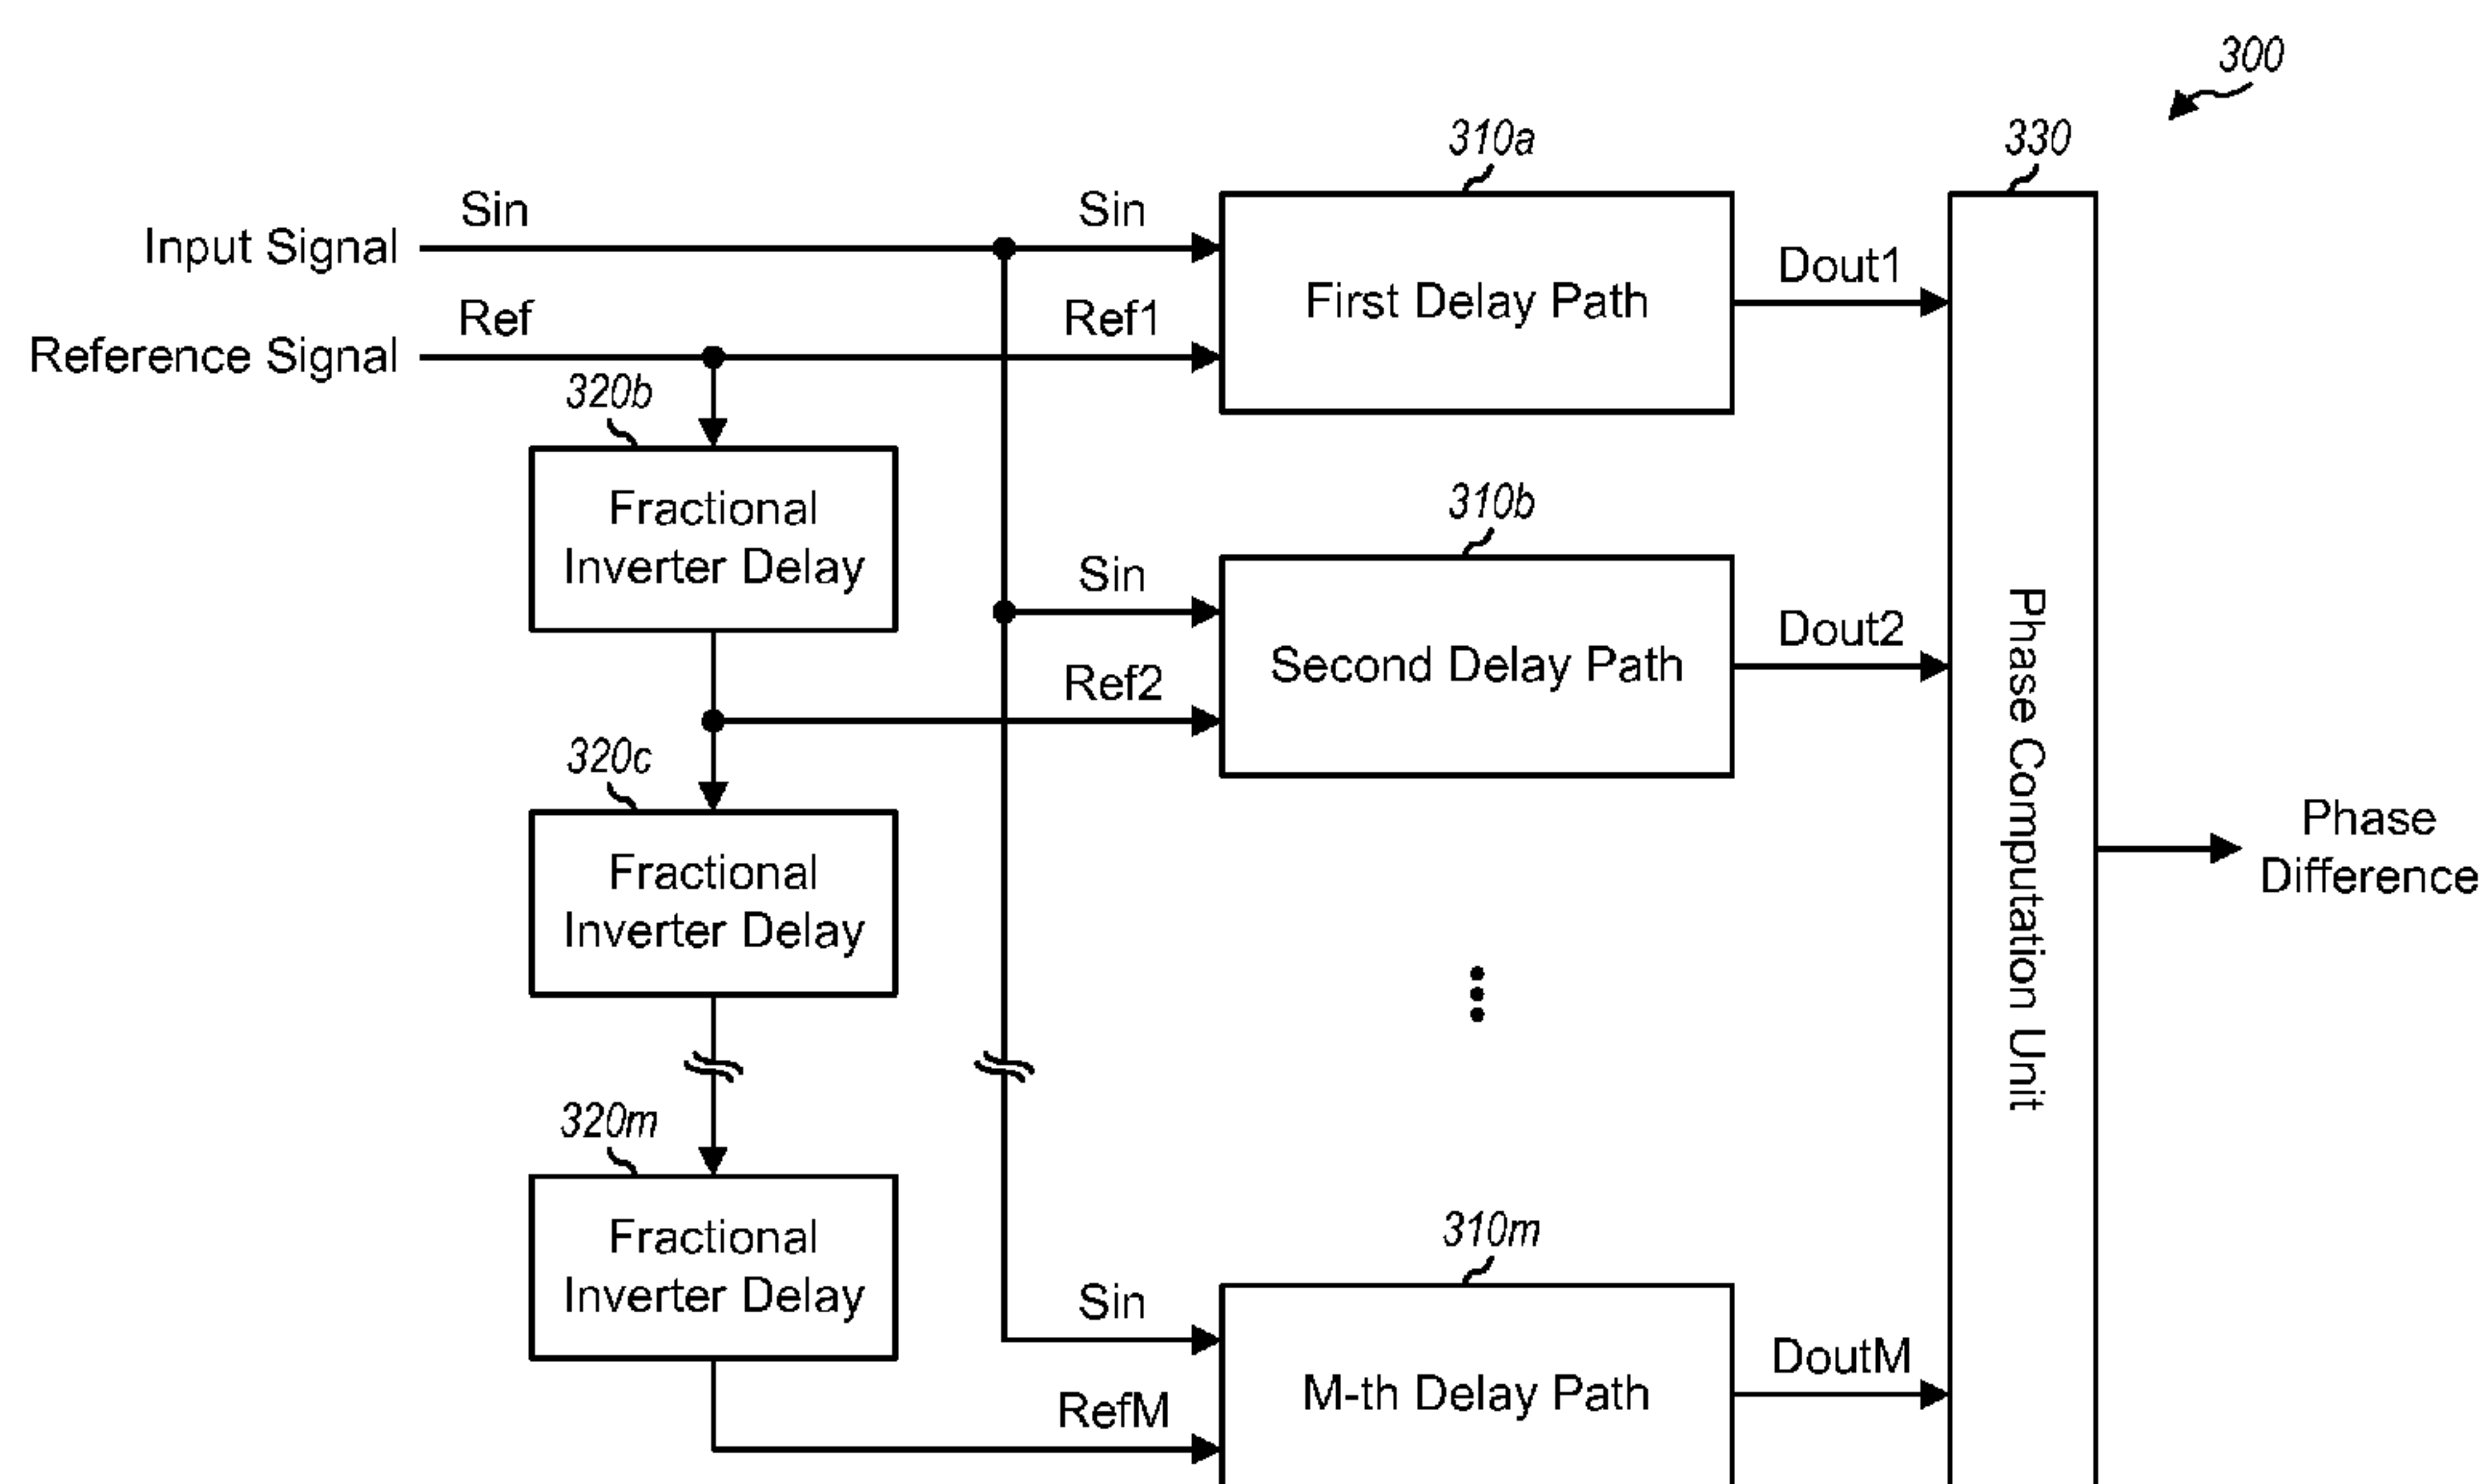 300
310a
330
Sin
Sin
Input Signal
Dout1
First Delay Path
Ref
Ref1
Reference Signal
320b
310b
Fractional
Inverter Delay
Sin
Dout2
Second Delay Path
Ref2
320c
Phase Computation Unit
Phase
Difference
Fractional
Inverter Delay
320m
310m
Fractional
Inverter Delay
Sin
DoutM
M-th Delay Path
RefM